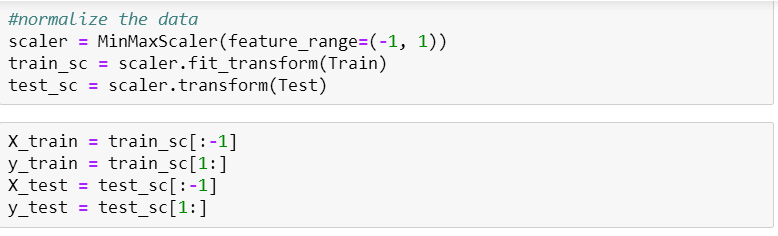 #normalize the data
scaler = MinMaxScaler(feature_range=(-1, 1))
train_sc = scaler.fit_transform(Train)
test_sc = scaler.transform(Test)
X_train = train_sc[:-1]
y_train = train_sc[1:]
X_test = test_sc[:-1]
y_test = test_sc[1:]